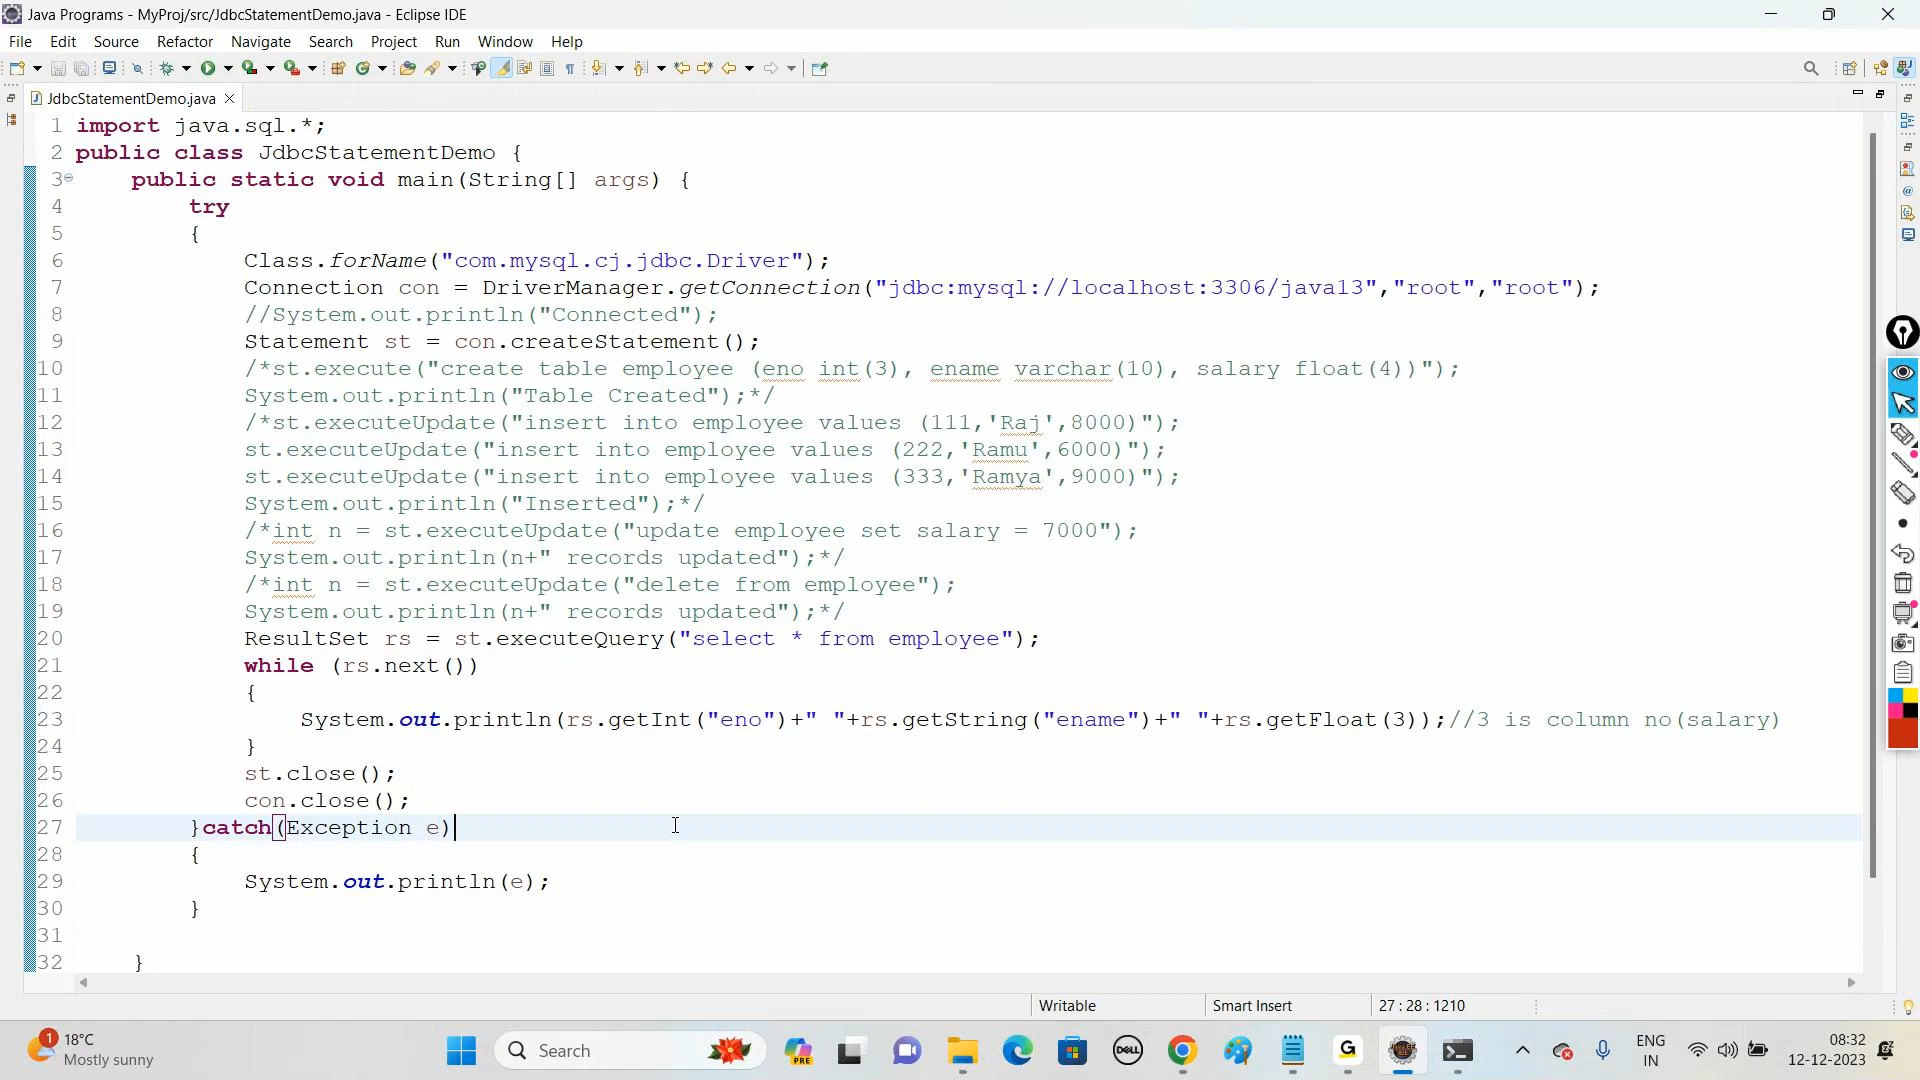 Java Programs - MyProj/src/JdbcStatementDemo.java - Eclipse IDE
File Edit Source Refactor Navigate Search Project Run Window Help
JdbcStatementDemo.java
1 import java.sql.*;
2 public class JdbcStatementDemo {
3 public static void main(String[] args) {
4 try
5 {
6 Class.forName("com.mysql.cj.jdbc.Driver");
7 Connection con = DriverManager.getConnection("jdbc:mysql://localhost:3306/java13","root","root");
8 //System.out.println("Connected");
9 Statement st = con.createStatement();
10 /*st.execute("create table employee (eno int(3), ename varchar(10), salary float(4))");
11 System.out.println("Table Created");*/
12 /*st.executeUpdate("insert into employee values (111,'Raj',8000)");
13 st.executeUpdate("insert into employee values (222,'Ramu',6000)");
14 st.executeUpdate("insert into employee values (333,'Ramya',9000)");
15 System.out.println("Inserted");*/
16 /*int n = st.executeUpdate("update employee set salary = 7000");
17 System.out.println(n+" records updated");*/
18 /*int n = st.executeUpdate("delete from employee");
19 System.out.println(n+" records updated");*/
20 ResultSet rs = st.executeQuery("select * from employee");
21 while (rs.next())
22 {
23 System.out.println(rs.getInt("eno")+" "+rs.getString("ename")+" "+rs.getFloat(3));//3 is column no(salary)
24 }
25 st.close();
26 con.close();
27 }catch(Exception e)
28 {
29 System.out.println(e);
30 }
31
32 }
Writable Smart Insert 27 : 28 : 1210
1 18°C
Mostly sunny
Search
PRE
DELL
ENG
IN
08:32
12-12-2023